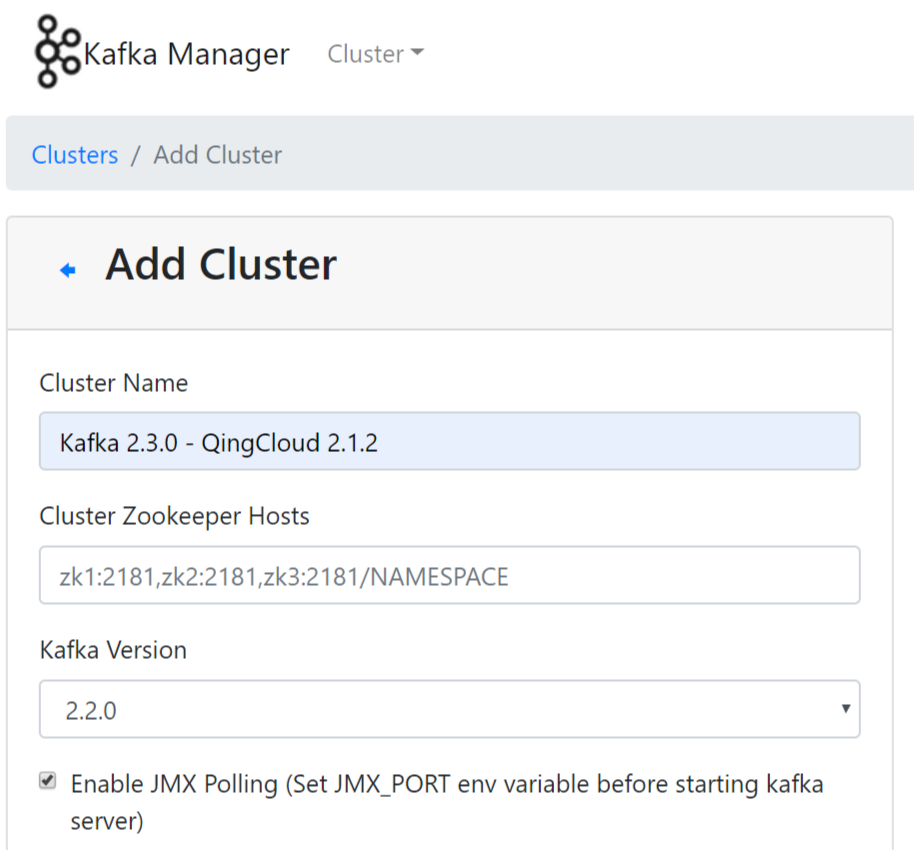 Kafka Manager Cluster
Clusters / Add Cluster
Add Cluster
Cluster Name
Kafka 2.3.0 - QingCloud 2.1.2
Cluster Zookeeper Hosts
zk1:2181,zk2:2181,zk3:2181/NAMESPACE
Kafka Version
2.2.0
Enable JMX Polling (Set JMX_PORT env variable before starting kafka
server)